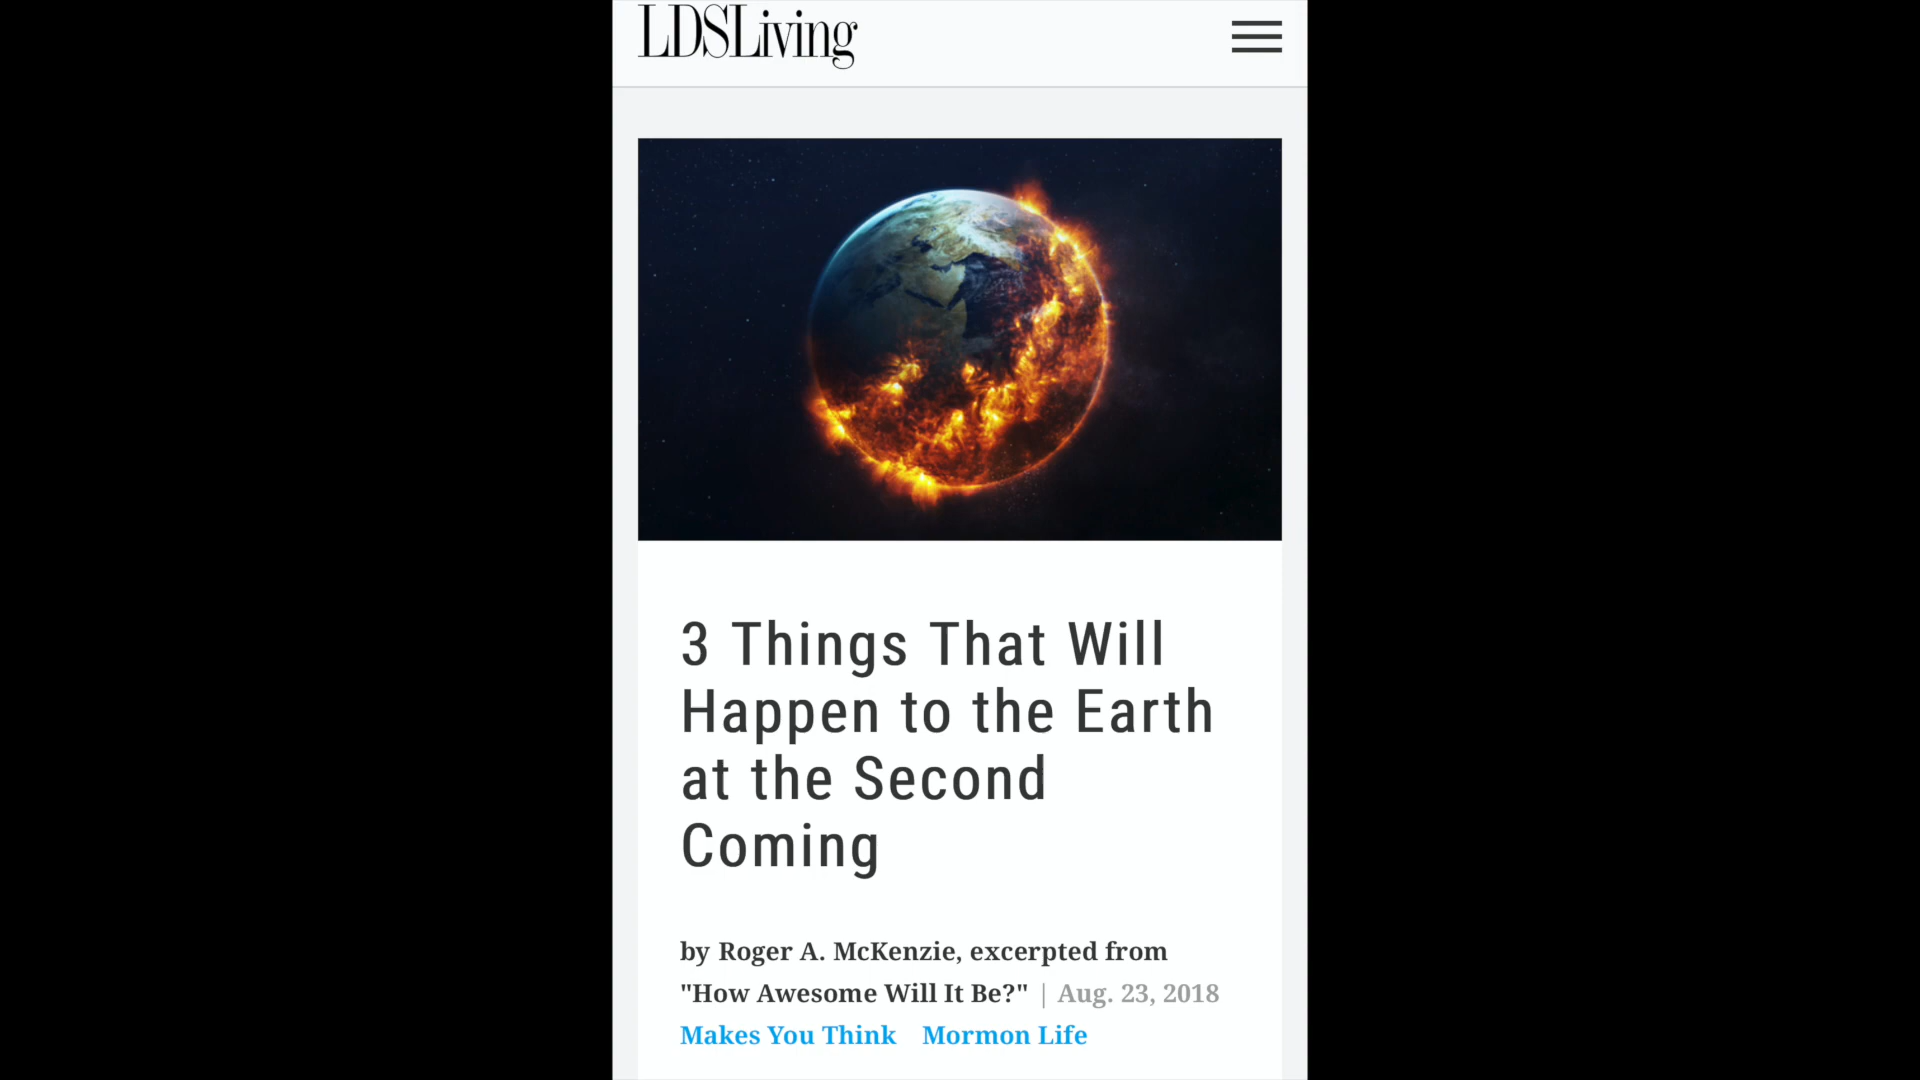 LDSLiving
3 Things That Will
Happen to the Earth
at the Second
Coming
by Roger A. McKenzie, excerpted from
"How Awesome Will It Be?" | Aug. 23, 2018
Makes You Think Mormon Life